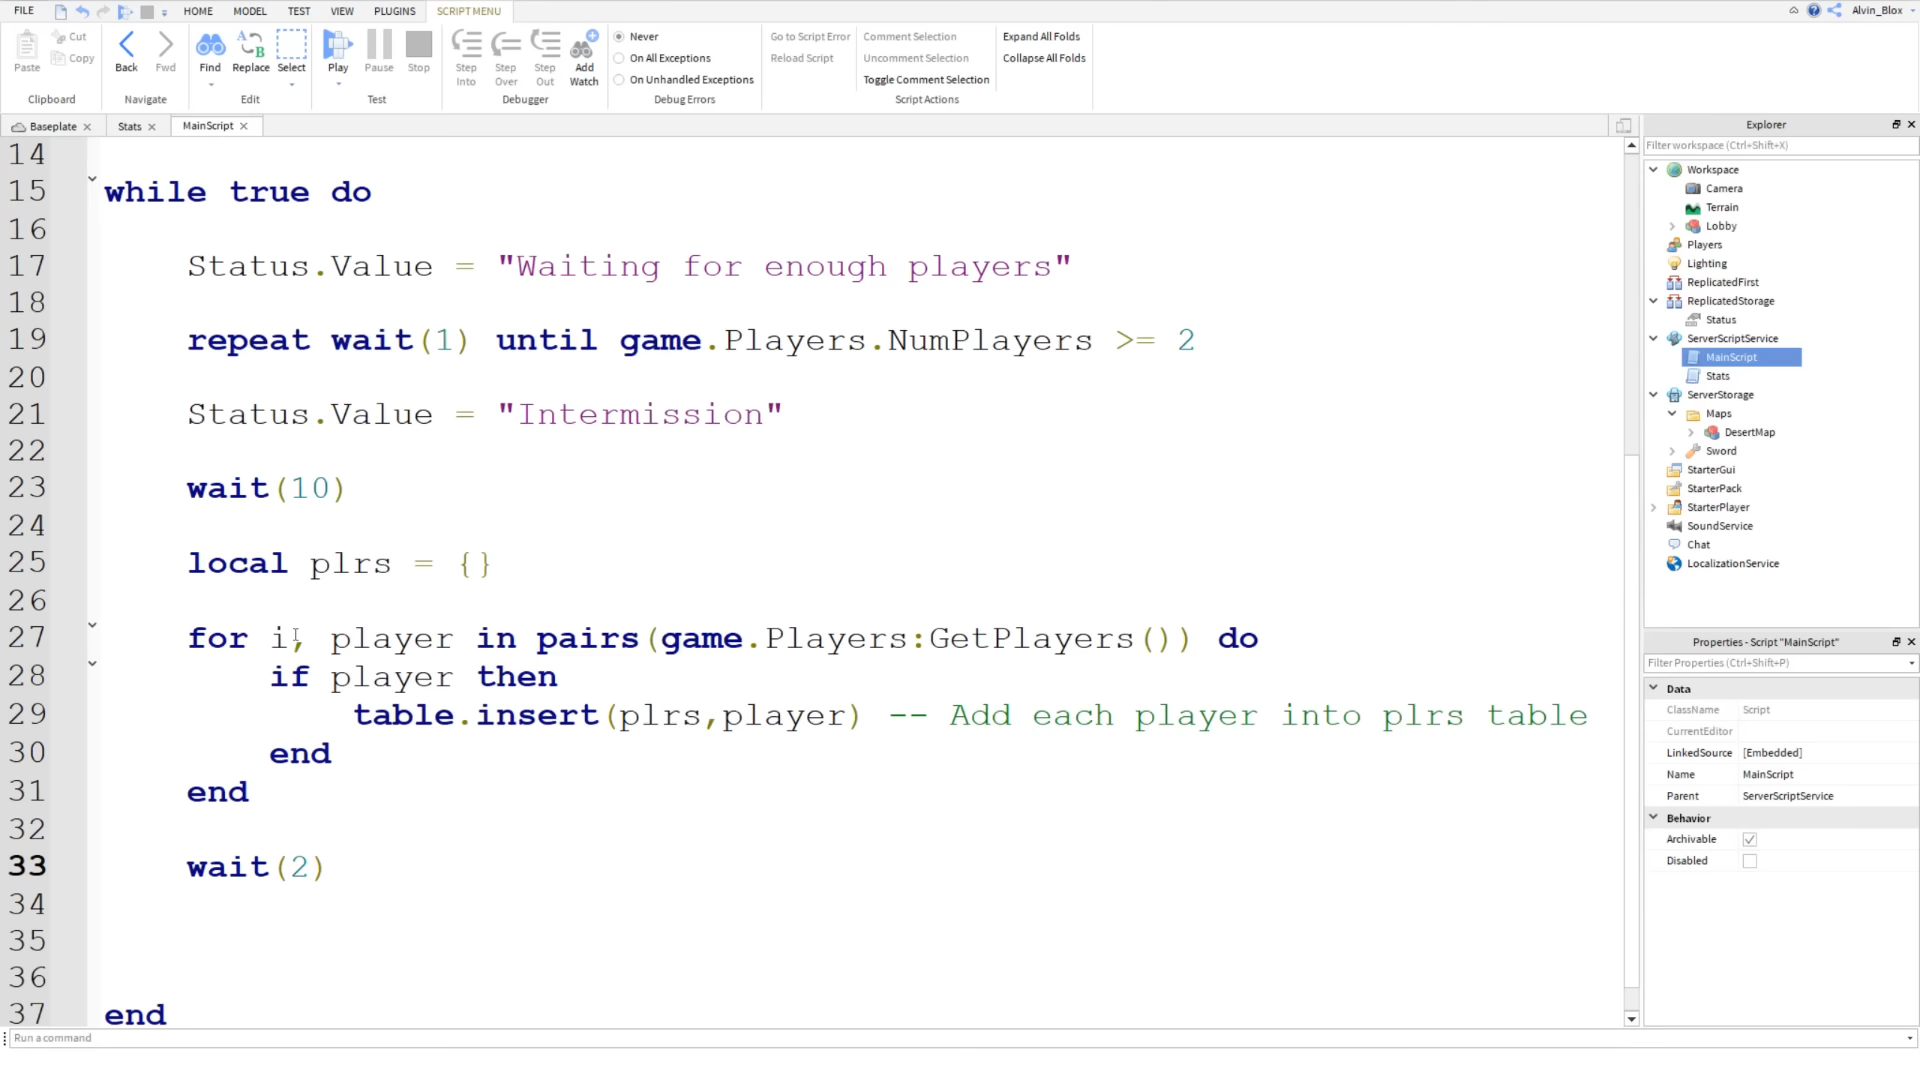 FILE HOME MODEL TEST VIEW PLUGINS SCRIPT MENU Alvin_Blox
Paste Cut Copy Back Fwd Find Replace Select Play Pause Stop Step Into Step Over Step Out Add Watch
Never
On All Exceptions
On Unhandled Exceptions
Go to Script Error
Reload Script
Comment Selection
Uncomment Selection
Toggle Comment Selection
Expand All Folds
Collapse All Folds
Clipboard Navigate Edit Test Debugger Debug Errors Script Actions
Baseplate Stats MainScript
14
15 while true do
16
17 Status.Value = "Waiting for enough players"
18
19 repeat wait(1) until game.Players.NumPlayers >= 2
20
21 Status.Value = "Intermission"
22
23 wait(10)
24
25 local plrs = {}
26
27 for i, player in pairs(game.Players:GetPlayers()) do
28 if player then
29 table.insert(plrs,player) -- Add each player into plrs table
30 end
31 end
32
33 wait(2)
34
35
36
37 end
Run a command
Explorer
Filter workspace (Ctrl+Shift+X)
Workspace
Camera
Terrain
Lobby
Players
Lighting
ReplicatedFirst
ReplicatedStorage
Status
ServerScriptService
MainScript
Stats
ServerStorage
Maps
DesertMap
Sword
StarterGui
StarterPack
StarterPlayer
SoundService
Chat
LocalizationService
Properties - Script "MainScript"
Filter Properties (Ctrl+Shift+P)
Data
ClassName Script
CurrentEditor
LinkedSource [Embedded]
Name MainScript
Parent ServerScriptService
Behavior
Archivable
Disabled